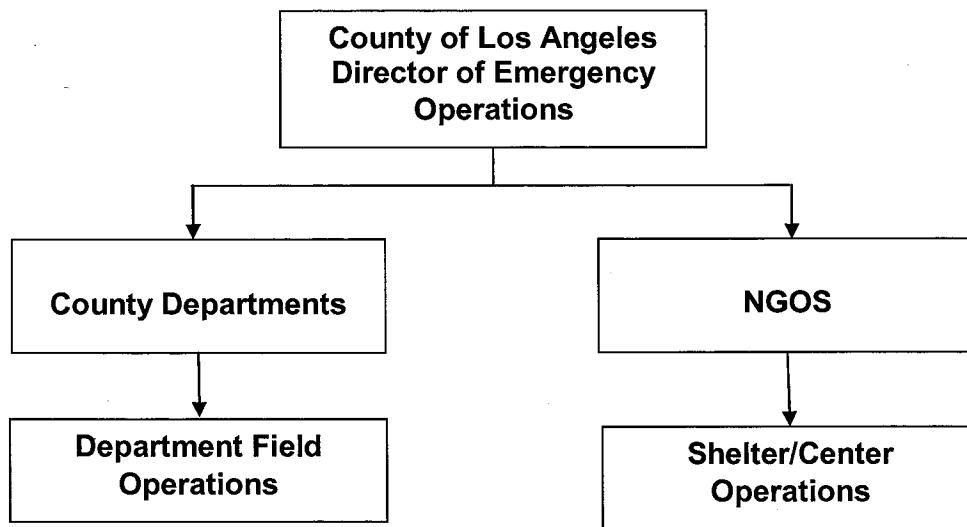 County of Los Angeles
Director of Emergency
Operations
County Departments
NGOS
Department Field
Operations
Shelter/Center
Operations